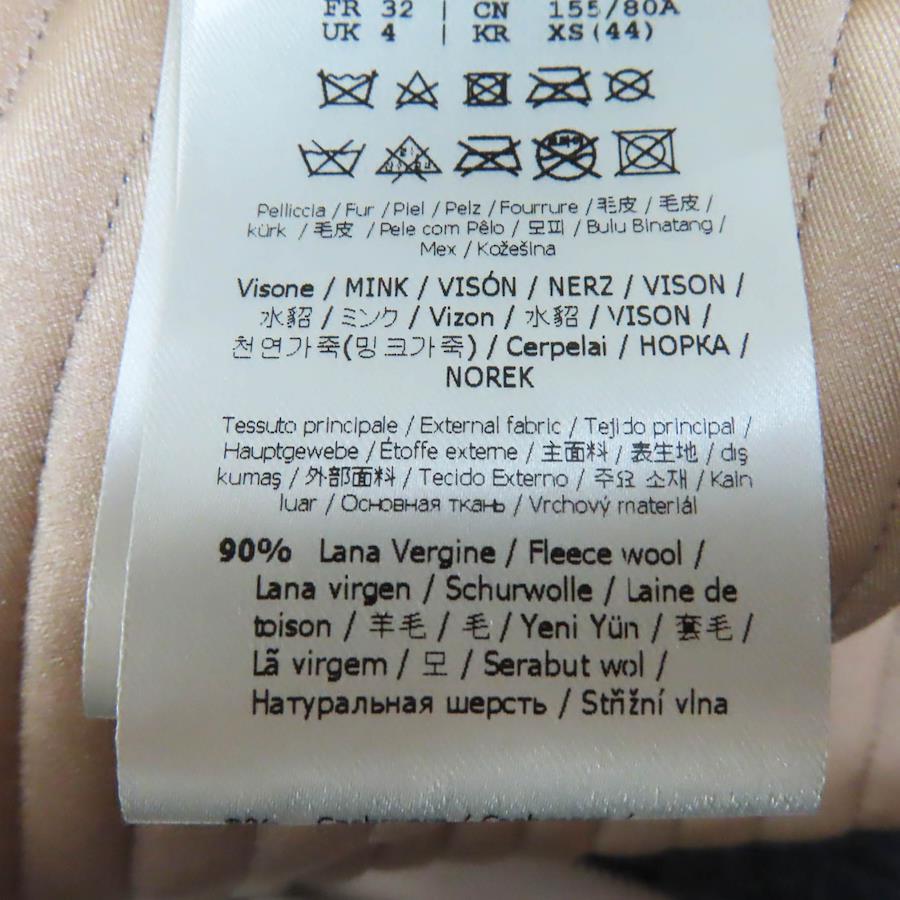 FR 32 | CN 155/80A
UK 4 | KR XS(44)
Pelliccia / Fur / Piel / Pelz / Fourrure / 毛皮 / 毛皮 /
kürk / 毛皮 / Pele com Pêlo / 모피 / Bulu Binatang /
Mex / Kožešina
Visone / MINK / VISÓN / NERZ / VISON /
水貂 / ミンク / Vizon / 水貂 / VISON /
천연가죽(밍크가죽) / Cerpelai / НОРКА /
NOREK
Tessuto principale / External fabric / Tejido principal /
Hauptgewebe / Étoffe externe / 主面料 / 表生地 / dış
kumaş / 外部面料 / Tecido Externo / 주요 소재 / Kain
luar / Основная ткань / Vrchový materiál
90% Lana Vergine / Fleece wool /
Lana virgen / Schurwolle / Laine de
toison / 羊毛 / 毛 / Yeni Yün / 套毛 /
Lã virgem / 모 / Serabut wol /
Натуральная шерсть / Střižní vlna